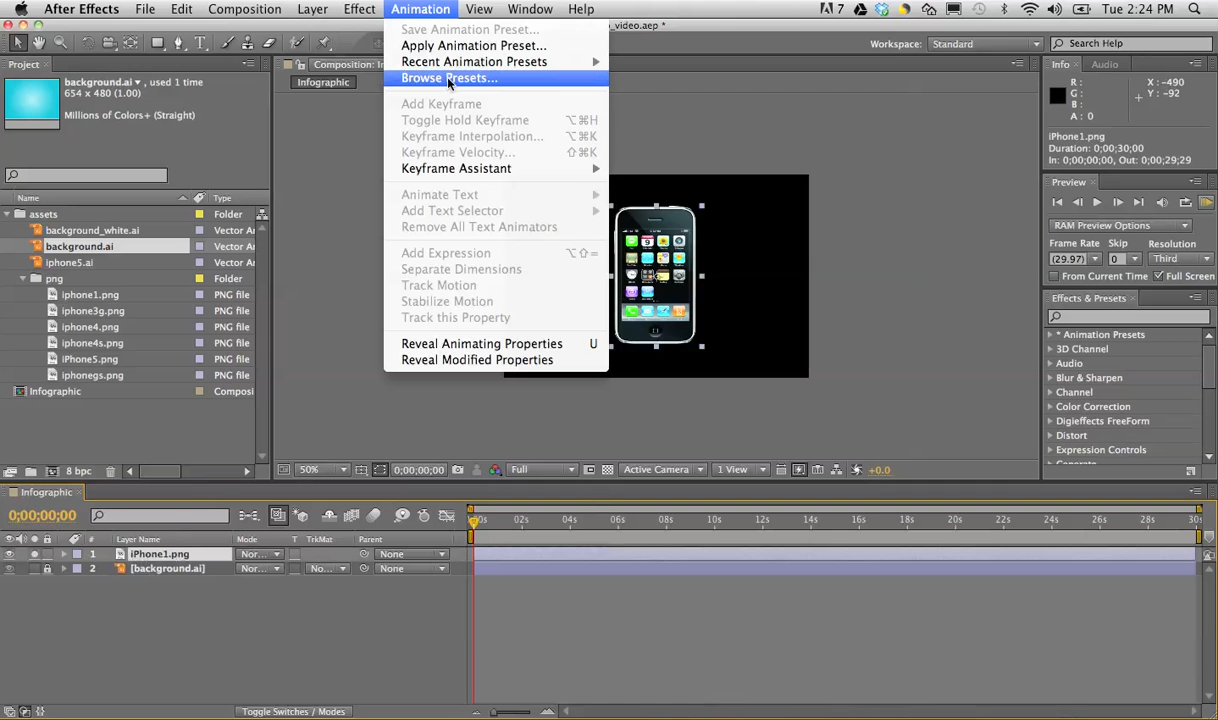 After Effects File Edit Composition Layer Effect Animation View Window Help 7 Tue 2:24 PM
_video.aep *
Workspace: Standard Search Help
Project
Composition: In
Info Audio
background.ai ▾ , used 1 time
654 x 480 (1.00)
Millions of Colors+ (Straight)
Infographic
Save Animation Preset...
Apply Animation Preset...
Recent Animation Presets
Browse Presets...
Add Keyframe
Toggle Hold Keyframe ⌥⌘H
Keyframe Interpolation... ⌥⌘K
Keyframe Velocity... ⇧⌘K
Keyframe Assistant
Animate Text
Add Text Selector
Remove All Text Animators
Add Expression ⌥⇧=
Separate Dimensions
Track Motion
Stabilize Motion
Track this Property
Reveal Animating Properties U
Reveal Modified Properties
R : X : -490
G : Y : -92
B :
A : 0
iPhone1.png
Duration: 0;00;30;00
In: 0;00;00;00, Out: 0;00;29;29
Preview
RAM Preview Options
Frame Rate Skip Resolution
(29.97) 0 Third
From Current Time Full Screen
Effects & Presets
* Animation Presets
3D Channel
Audio
Blur & Sharpen
Channel
Color Correction
Digieffects FreeForm
Distort
Expression Controls
Name Type
assets Folder
background_white.ai Vector Ar
background.ai Vector Ar
iphone5.ai Vector Ar
png Folder
iphone1.png PNG file
iphone3g.png PNG file
iphone4.png PNG file
iphone4s.png PNG file
iPhone5.png PNG file
iphonegs.png PNG file
Infographic Composi
8 bpc
50% 0;00;00;00 Full Active Camera 1 View +0.0
Infographic
0;00;00;00
02s 04s 06s 08s 10s 12s 14s 16s 18s 20s 22s 24s 26s 28s 30s
# Layer Name Mode T TrkMat Parent
1 iPhone1.png Nor... None
2 [background.ai] Nor... No... None
Toggle Switches / Modes